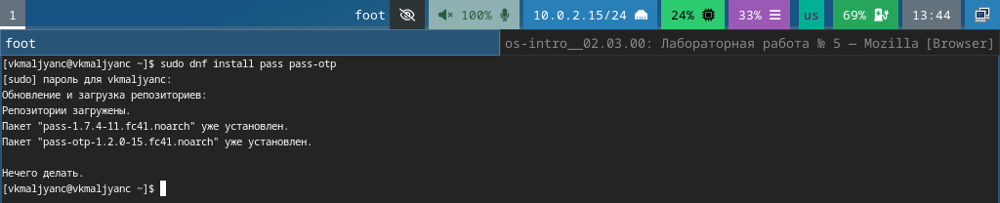 1 foot 100% 10.0.2.15/24 24% 33% us 69% 13:44
foot os-intro__02.03.00: Лабораторная работа № 5 — Mozilla [Browser]
[vkmaljyanc@vkmaljyanc ~]$ sudo dnf install pass pass-otp
[sudo] пароль для vkmaljyanc:
Обновление и загрузка репозиториев:
Репозитории загружены.
Пакет "pass-1.7.4-11.fc41.noarch" уже установлен.
Пакет "pass-otp-1.2.0-15.fc41.noarch" уже установлен.
Нечего делать.
[vkmaljyanc@vkmaljyanc ~]$